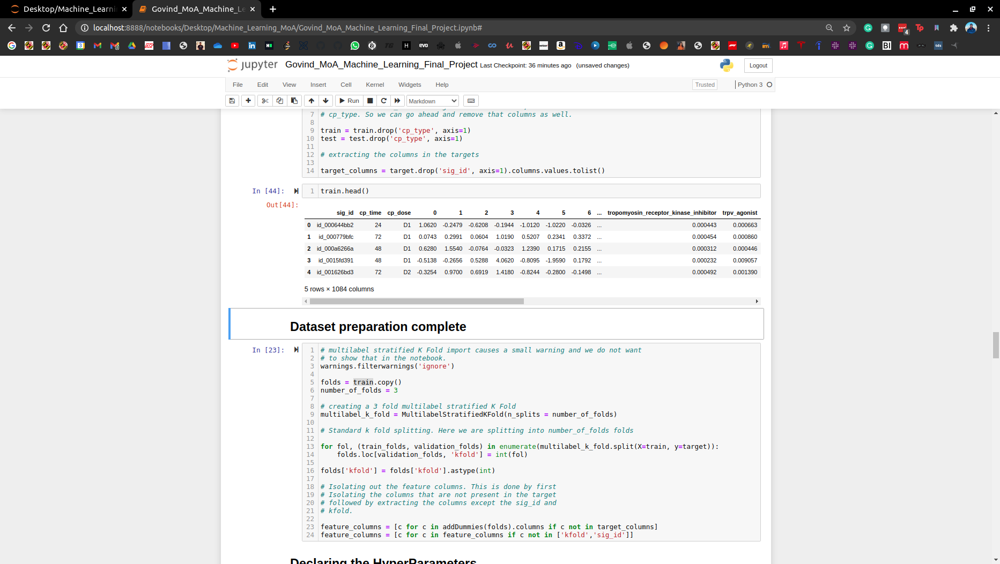 Desktop/Machine_Learni
Govind_MoA_Machine_Le
localhost:8888/notebooks/Desktop/Machine_Learning_MoA/Govind_MoA_Machine_Learning_Final_Project.ipynb#
jupyter Govind_MoA_Machine_Learning_Final_Project Last Checkpoint: 36 minutes ago (unsaved changes)
Logout
File Edit View Insert Cell Kernel Widgets Help Trusted Python 3
Run Markdown
7 # cp_type. So we can go ahead and remove that columns as well.
8
9 train = train.drop('cp_type', axis=1)
10 test = test.drop('cp_type', axis=1)
11
12 # extracting the columns in the targets
13
14 target_columns = target.drop('sig_id', axis=1).columns.values.tolist()
In [44]: 1 train.head()
Out[44]:
sig_id cp_time cp_dose 0 1 2 3 4 5 6 ... tropomyosin_receptor_kinase_inhibitor trpv_agonist
0 id_000644bb2 24 D1 1.0620 -0.2479 -0.6208 -0.1944 -1.0120 -1.0220 -0.0326 ... 0.000443 0.000663
1 id_000779bfc 72 D1 0.0743 0.2991 0.0604 1.0190 0.5207 0.2341 0.3372 ... 0.000454 0.000860
2 id_000a6266a 48 D1 0.6280 1.5540 -0.0764 -0.0323 1.2390 0.1715 0.2155 ... 0.000312 0.000446
3 id_0015fd391 48 D1 -0.5138 -0.2656 0.5288 4.0620 -0.8095 -1.9590 0.1792 ... 0.000232 0.009057
4 id_001626bd3 72 D2 -0.3254 0.9700 0.6919 1.4180 -0.8244 -0.2800 -0.1498 ... 0.000492 0.001390
5 rows × 1084 columns
Dataset preparation complete
In [23]: 1 # multilabel stratified K Fold import causes a small warning and we do not want
2 # to show that in the notebook.
3 warnings.filterwarnings('ignore')
4
5 folds = train.copy()
6 number_of_folds = 3
7
8 # creating a 3 fold multilabel stratified K Fold
9 multilabel_k_fold = MultilabelStratifiedKFold(n_splits = number_of_folds)
10
11 # Standard k fold splitting. Here we are splitting into number_of_folds folds
12
13 for fol, (train_folds, validation_folds) in enumerate(multilabel_k_fold.split(X=train, y=target)):
14     folds.loc[validation_folds, 'kfold'] = int(fol)
15
16 folds['kfold'] = folds['kfold'].astype(int)
17
18 # Isolating out the feature columns. This is done by first
19 # Isolating the columns that are not present in the target
20 # followed by extracting the columns except the sig_id and
21 # kfold.
22
23 feature_columns = [c for c in addDummies(folds).columns if c not in target_columns]
24 feature_columns = [c for c in feature_columns if c not in ['kfold','sig_id']]
Declaring the HyperParameters